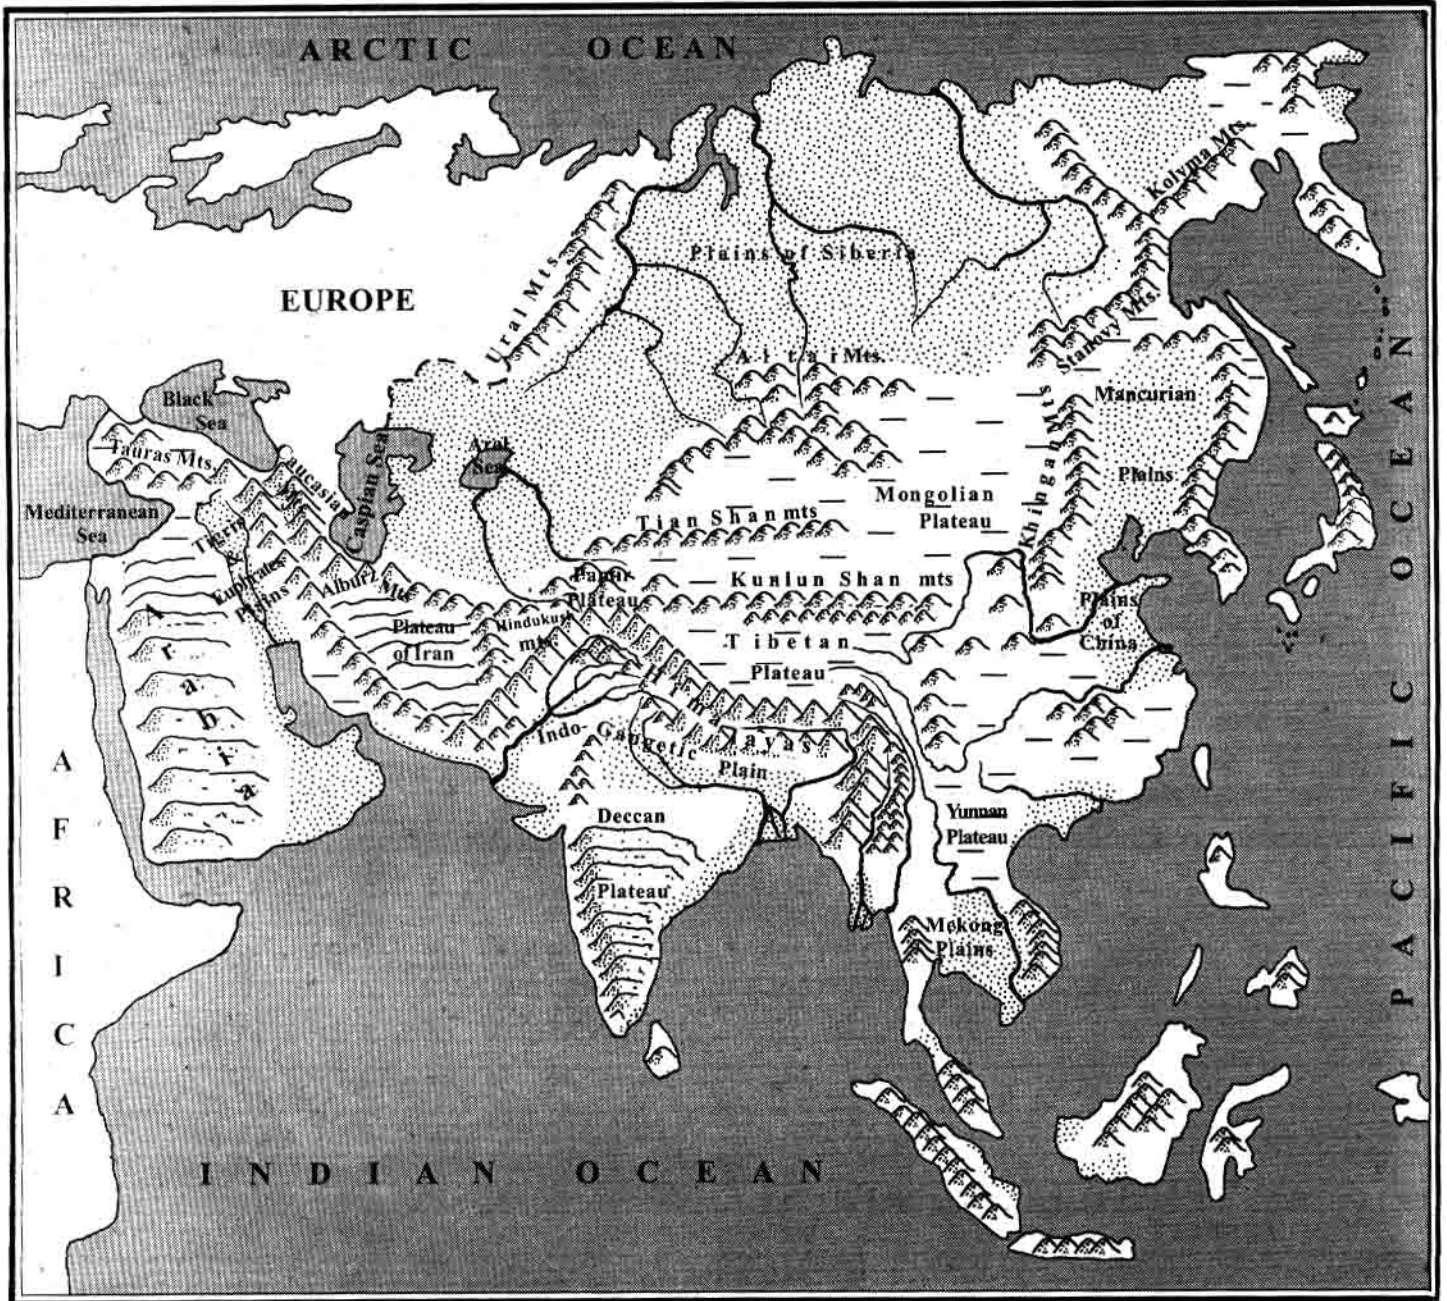 ARCTIC OCEAN
EUROPE
Ural Mts.
Plains of Siberia
Kolyma Mts.
Stanovy Mts.
Altai Mts.
Mancurian
Plains
Khingan Mts
Black
Sea
Tauras Mts.
Caucasian
Mts
Caspian Sea
Aral
Sea
Mediterranean
Sea
Mongolian
Plateau
Tian Shan mts
Tigris
&
Euphrates
Plains
Alburz Mts
Pamir
Plateau
Kunlun Shan mts
Plateau
of Iran
Hindukush
mts
Tibetan
Plateau
Plains
of
China
Arabia
Himalayas
Indo-Gangetic
Plain
Deccan
Plateau
Yunnan
Plateau
Mekong
Plains
AFRICA
PACIFIC OCEAN
INDIAN OCEAN